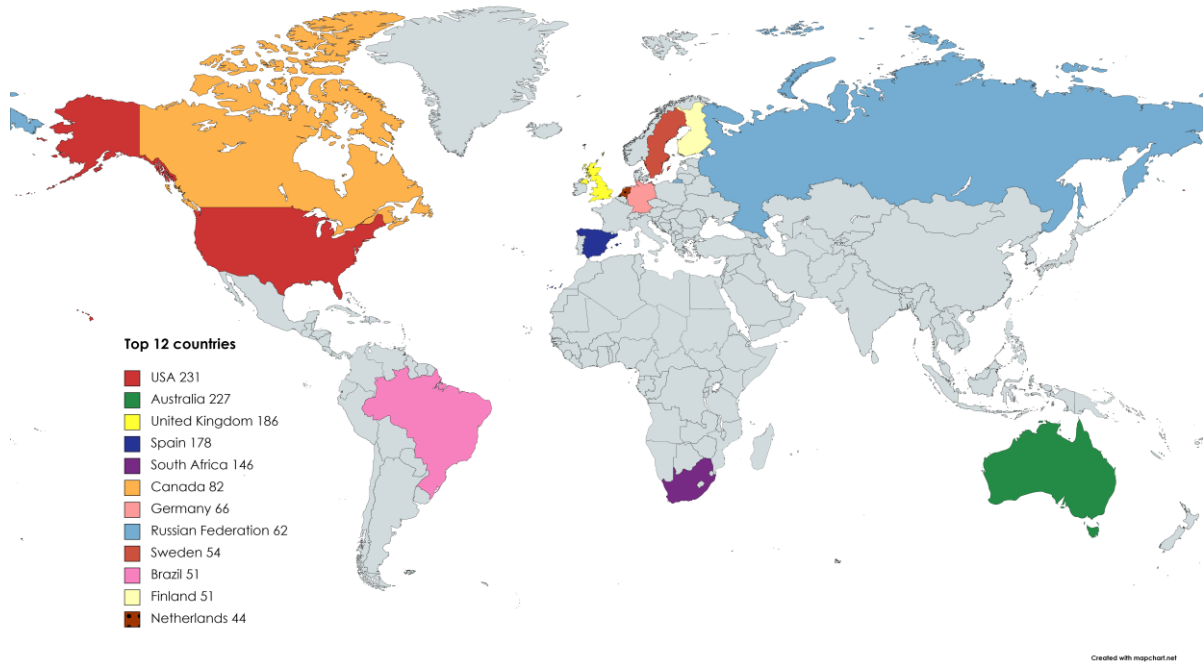 Top 12 countries
USA 231
Australia 227
United Kingdom 186
Spain 178
South Africa 146
Canada 82
Germany 66
Russian Federation 62
Sweden 54
Brazil 51
Finland 51
Netherlands 44
Created with mapchart.net